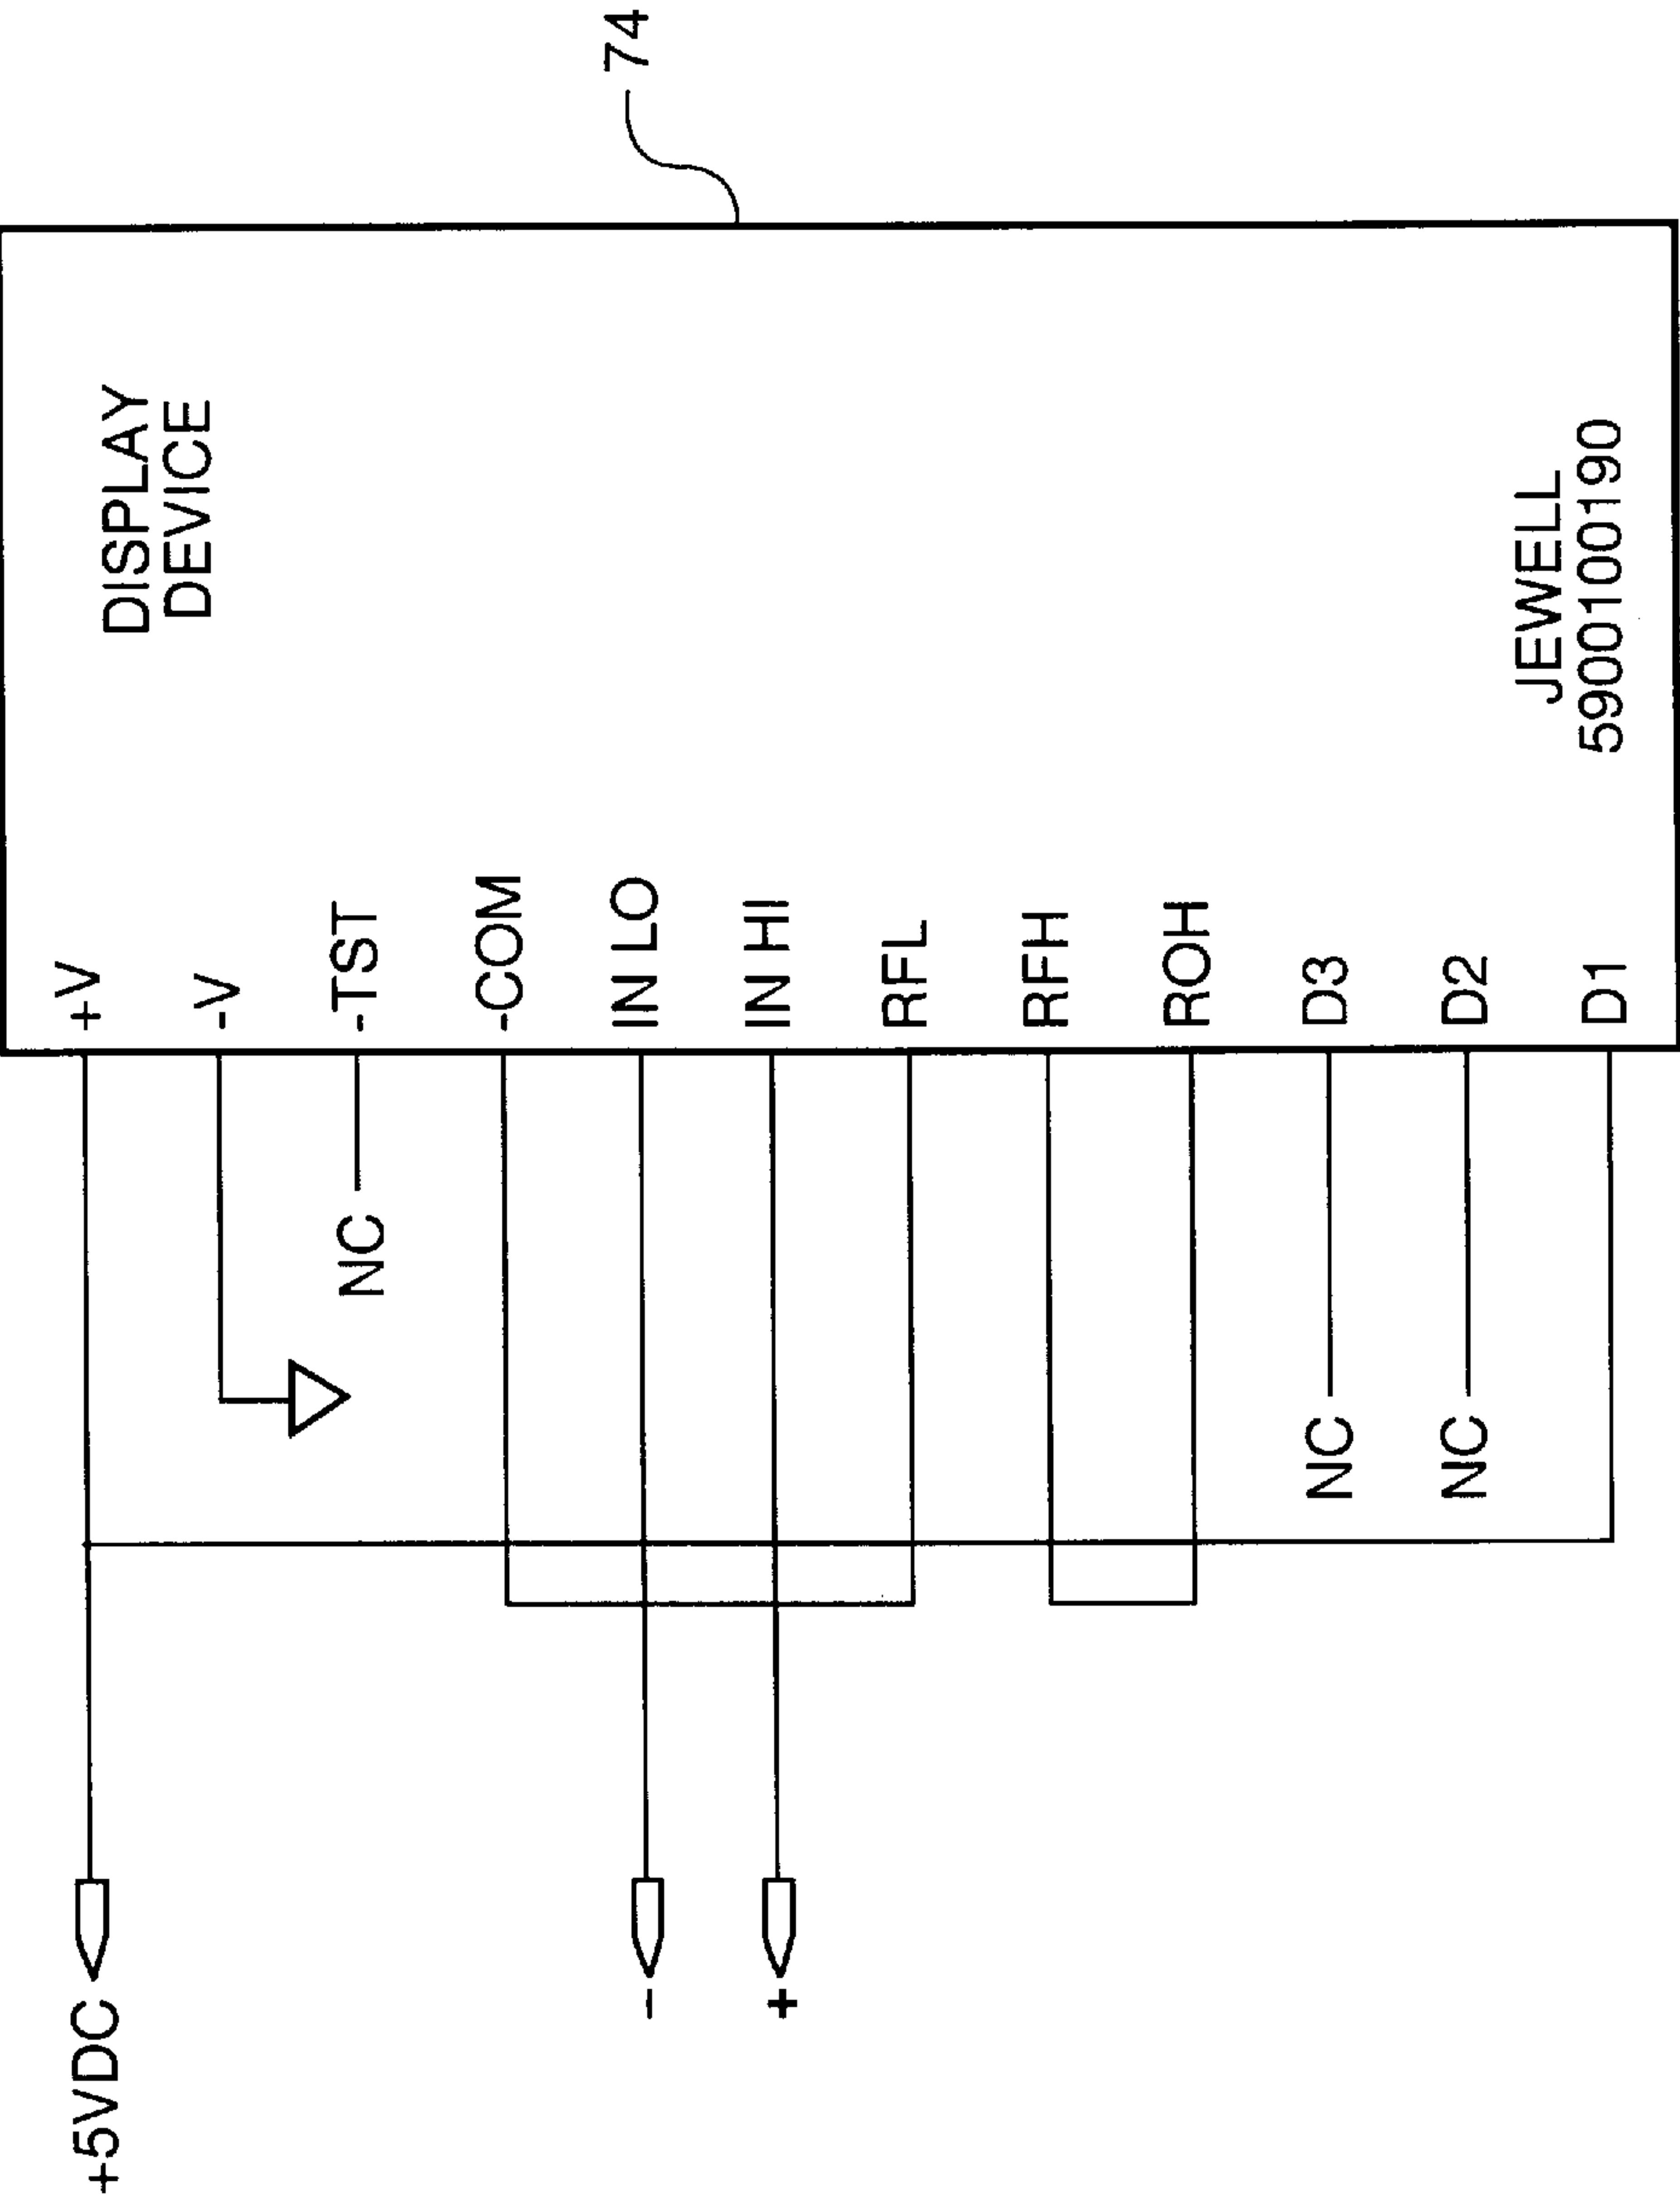 74
DISPLAY
DEVICE
+5VDC
+V
-V
-TST
NC
-COM
-
IN LO
+
IN HI
RFL
RFH
ROH
NC
D3
NC
D2
D1
JEWELL
5900100190